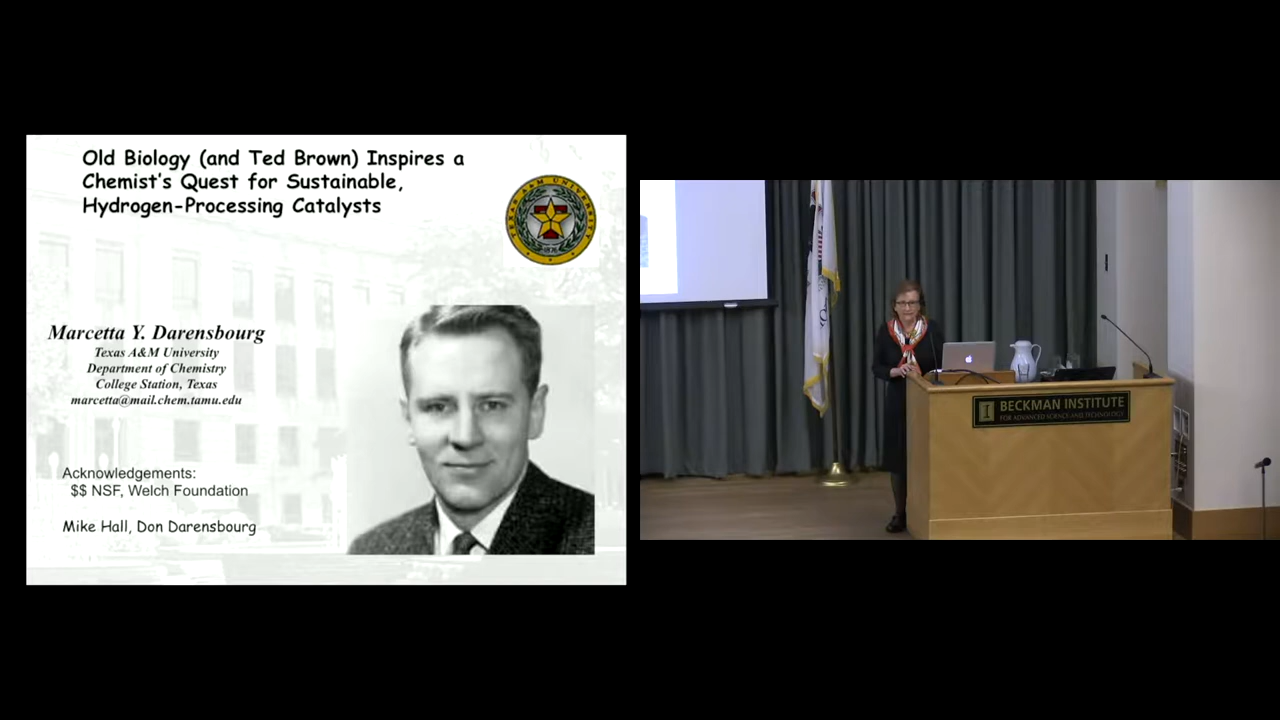 Old Biology (and Ted Brown) Inspires a
Chemist's Quest for Sustainable,
Hydrogen-Processing Catalysts
TEXAS A&M UNIVERSITY
Marcetta Y. Darensbourg
Texas A&M University
Department of Chemistry
College Station, Texas
marcetta@mail.chem.tamu.edu
Acknowledgements:
$$ NSF, Welch Foundation
Mike Hall, Don Darensbourg
I
BECKMAN INSTITUTE
FOR ADVANCED SCIENCE AND TECHNOLOGY